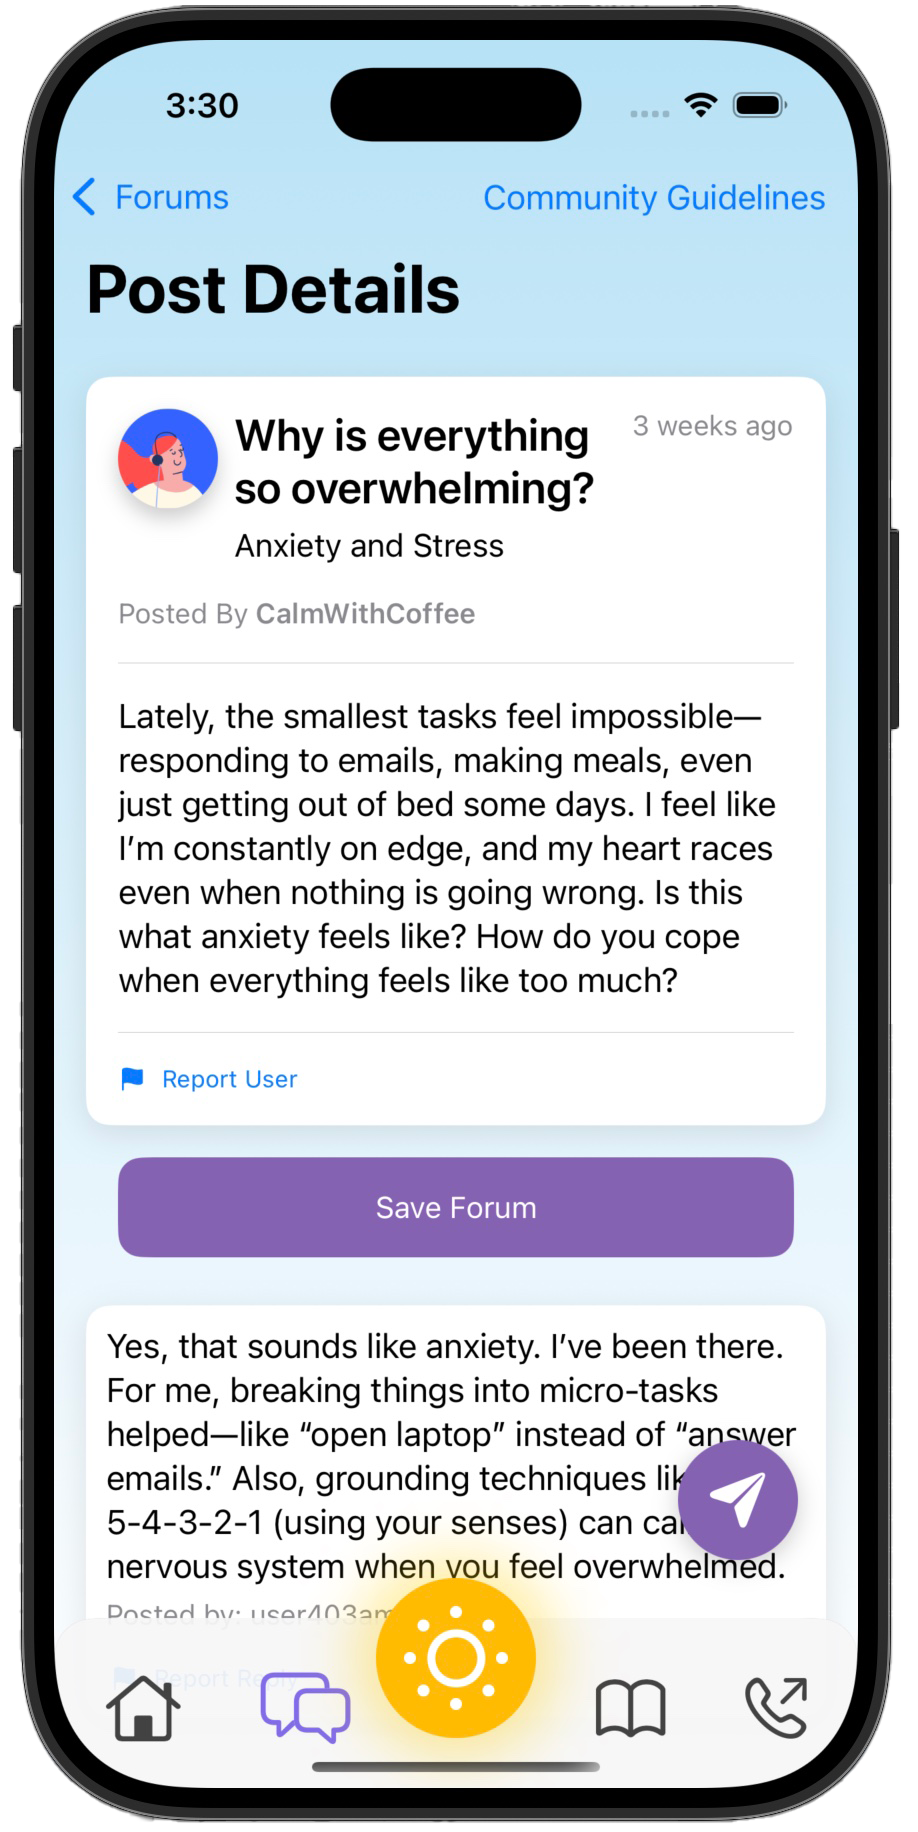 3:30
Forums
Community Guidelines
Post Details
Why is everything
so overwhelming?
3 weeks ago
Anxiety and Stress
Posted By CalmWithCoffee
Lately, the smallest tasks feel impossible—
responding to emails, making meals, even
just getting out of bed some days. I feel like
I’m constantly on edge, and my heart races
even when nothing is going wrong. Is this
what anxiety feels like? How do you cope
when everything feels like too much?
Report User
Save Forum
Yes, that sounds like anxiety. I’ve been there.
For me, breaking things into micro-tasks
helped—like “open laptop” instead of “answer
emails.” Also, grounding techniques
5-4-3-2-1 (using your senses) can
nervous system when you feel overwhelmed.
Posted by:
Report Reply